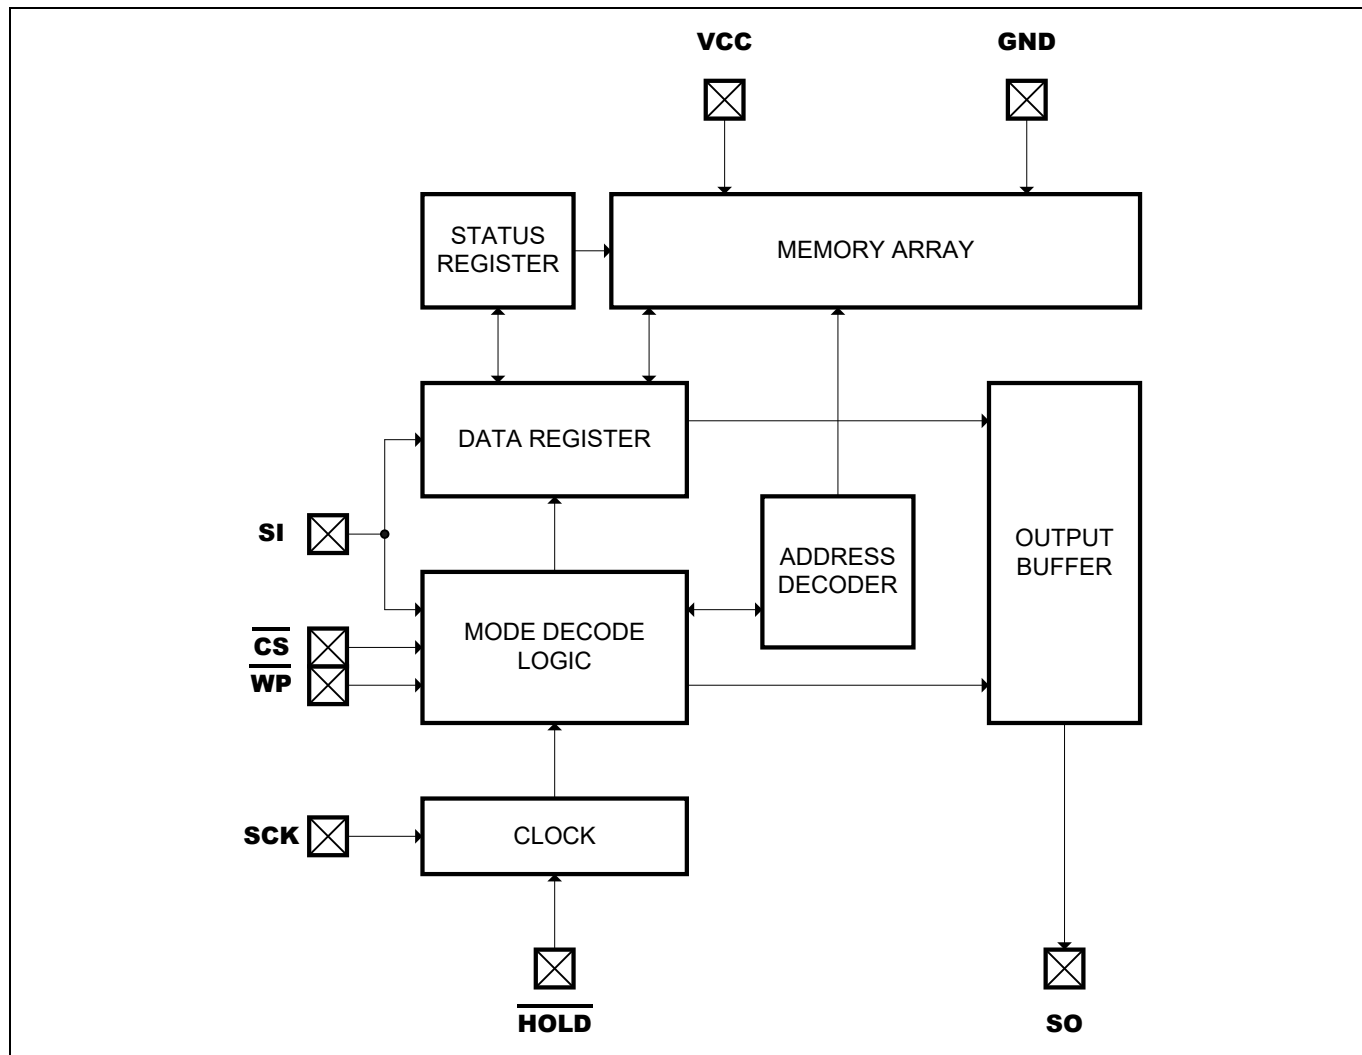 VCC
GND
STATUS
REGISTER
MEMORY ARRAY
DATA REGISTER
SI
ADDRESS
DECODER
OUTPUT
BUFFER
CS
WP
MODE DECODE
LOGIC
SCK
CLOCK
HOLD
SO